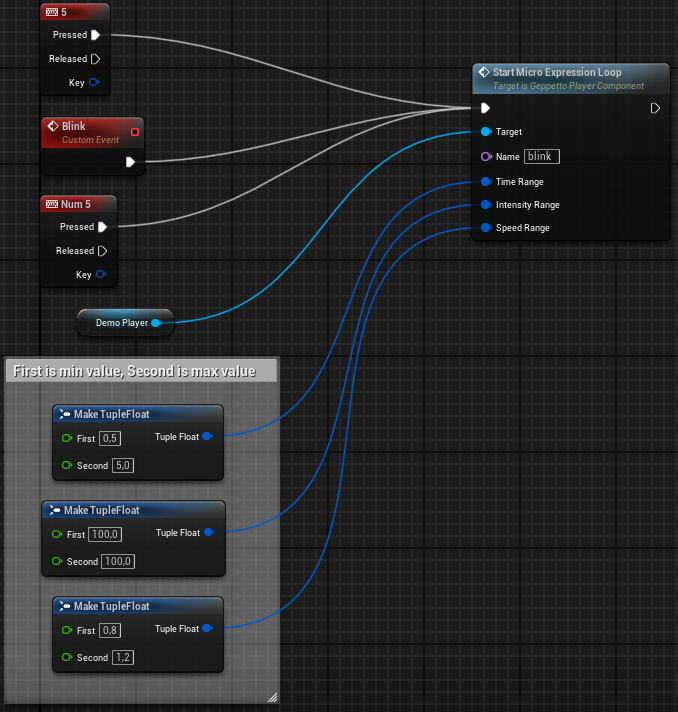 5
Pressed
Released
Key
Blink
Custom Event
Num 5
Pressed
Released
Key
Demo Player
Start Micro Expression Loop
Target is Geppetto Player Component
Target
Name blink
Time Range
Intensity Range
Speed Range
First is min value, Second is max value
Make TupleFloat
First 0,5 Tuple Float
Second 5,0
Make TupleFloat
First 100,0 Tuple Float
Second 100,0
Make TupleFloat
First 0,8 Tuple Float
Second 1,2